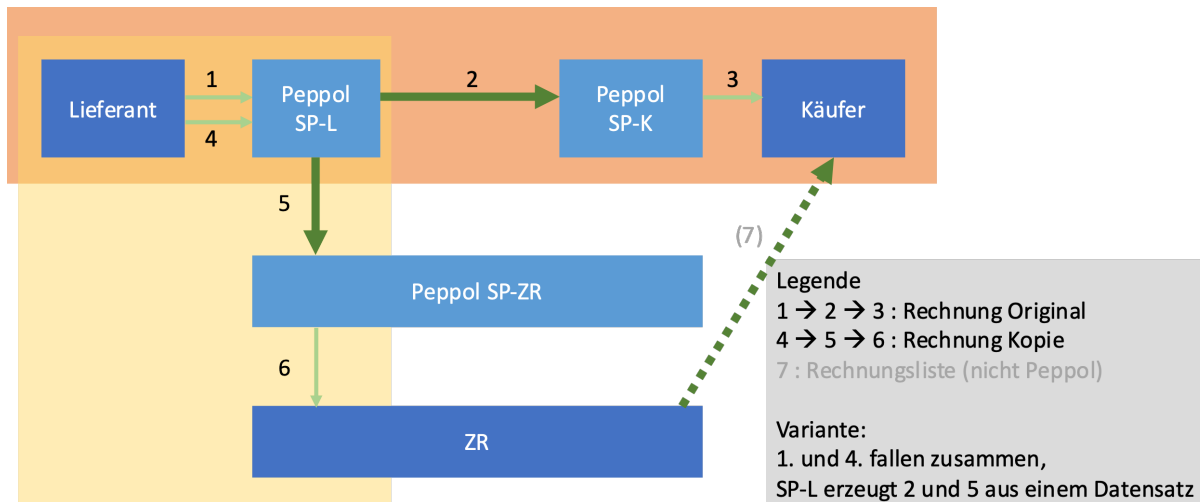 Lieferant
1
4
Peppol
SP-L
2
Peppol
SP-K
3
Käufer
5
Peppol SP-ZR
6
ZR
(7)
Legende
1 → 2 → 3 : Rechnung Original
4 → 5 → 6 : Rechnung Kopie
7 : Rechnungsliste (nicht Peppol)
Variante:
1. und 4. fallen zusammen,
SP-L erzeugt 2 und 5 aus einem Datensatz